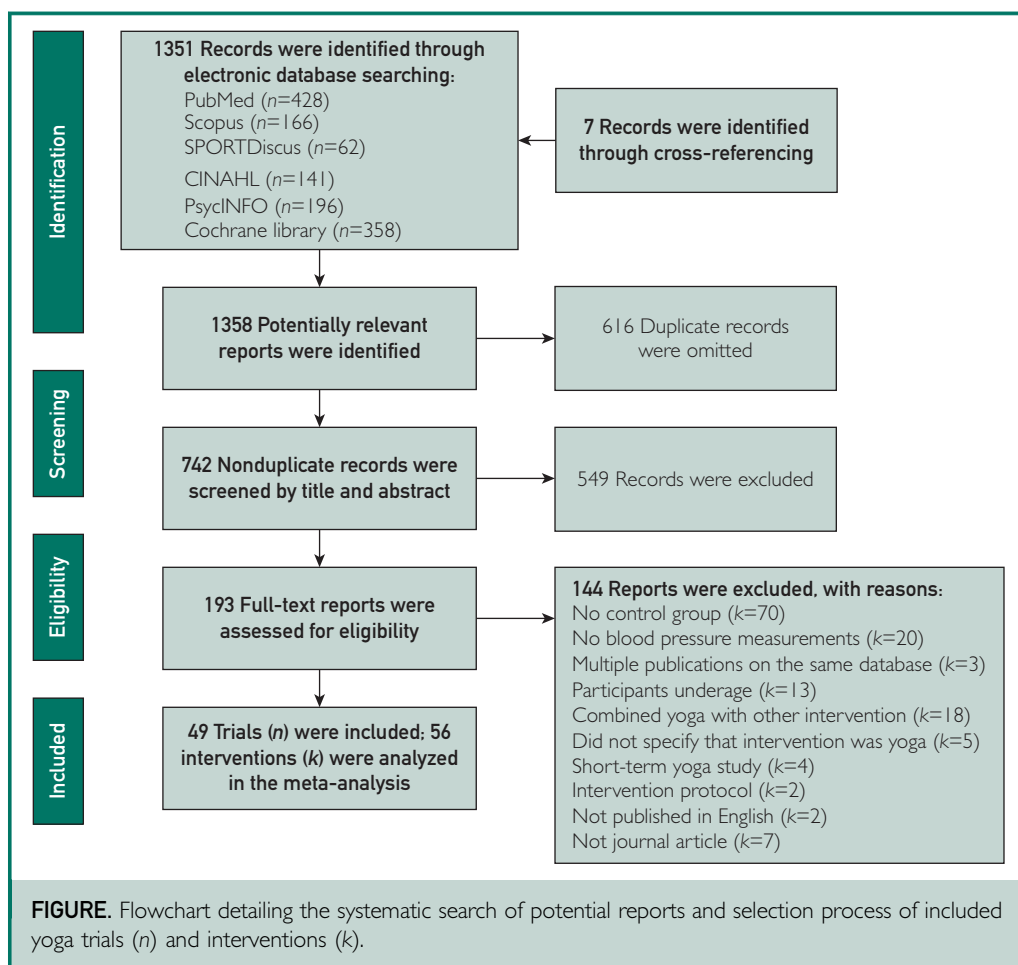 Identification
1351 Records were identified through
electronic database searching:
PubMed (n=428)
Scopus (n=166)
SPORTDiscus (n=62)
CINAHL (n=141)
PsycINFO (n=196)
Cochrane library (n=358)
7 Records were identified
through cross-referencing
1358 Potentially relevant
reports were identified
616 Duplicate records
were omitted
Screening
742 Nonduplicate records were
screened by title and abstract
549 Records were excluded
Eligibility
193 Full-text reports were
assessed for eligibility
144 Reports were excluded, with reasons:
No control group (k=70)
No blood pressure measurements (k=20)
Multiple publications on the same database (k=3)
Participants underage (k=13)
Combined yoga with other intervention (k=18)
Did not specify that intervention was yoga (k=5)
Short-term yoga study (k=4)
Intervention protocol (k=2)
Not published in English (k=2)
Not journal article (k=7)
Included
49 Trials (n) were included; 56
interventions (k) were analyzed
in the meta-analysis
FIGURE. Flowchart detailing the systematic search of potential reports and selection process of included
yoga trials (n) and interventions (k).